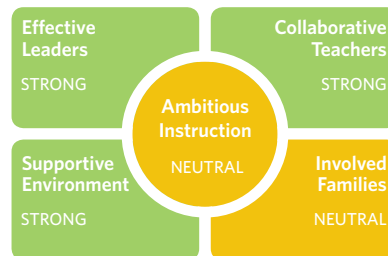 Effective
Leaders
STRONG
Collaborative
Teachers
STRONG
Ambitious
Instruction
NEUTRAL
Supportive
Environment
STRONG
Involved
Families
NEUTRAL